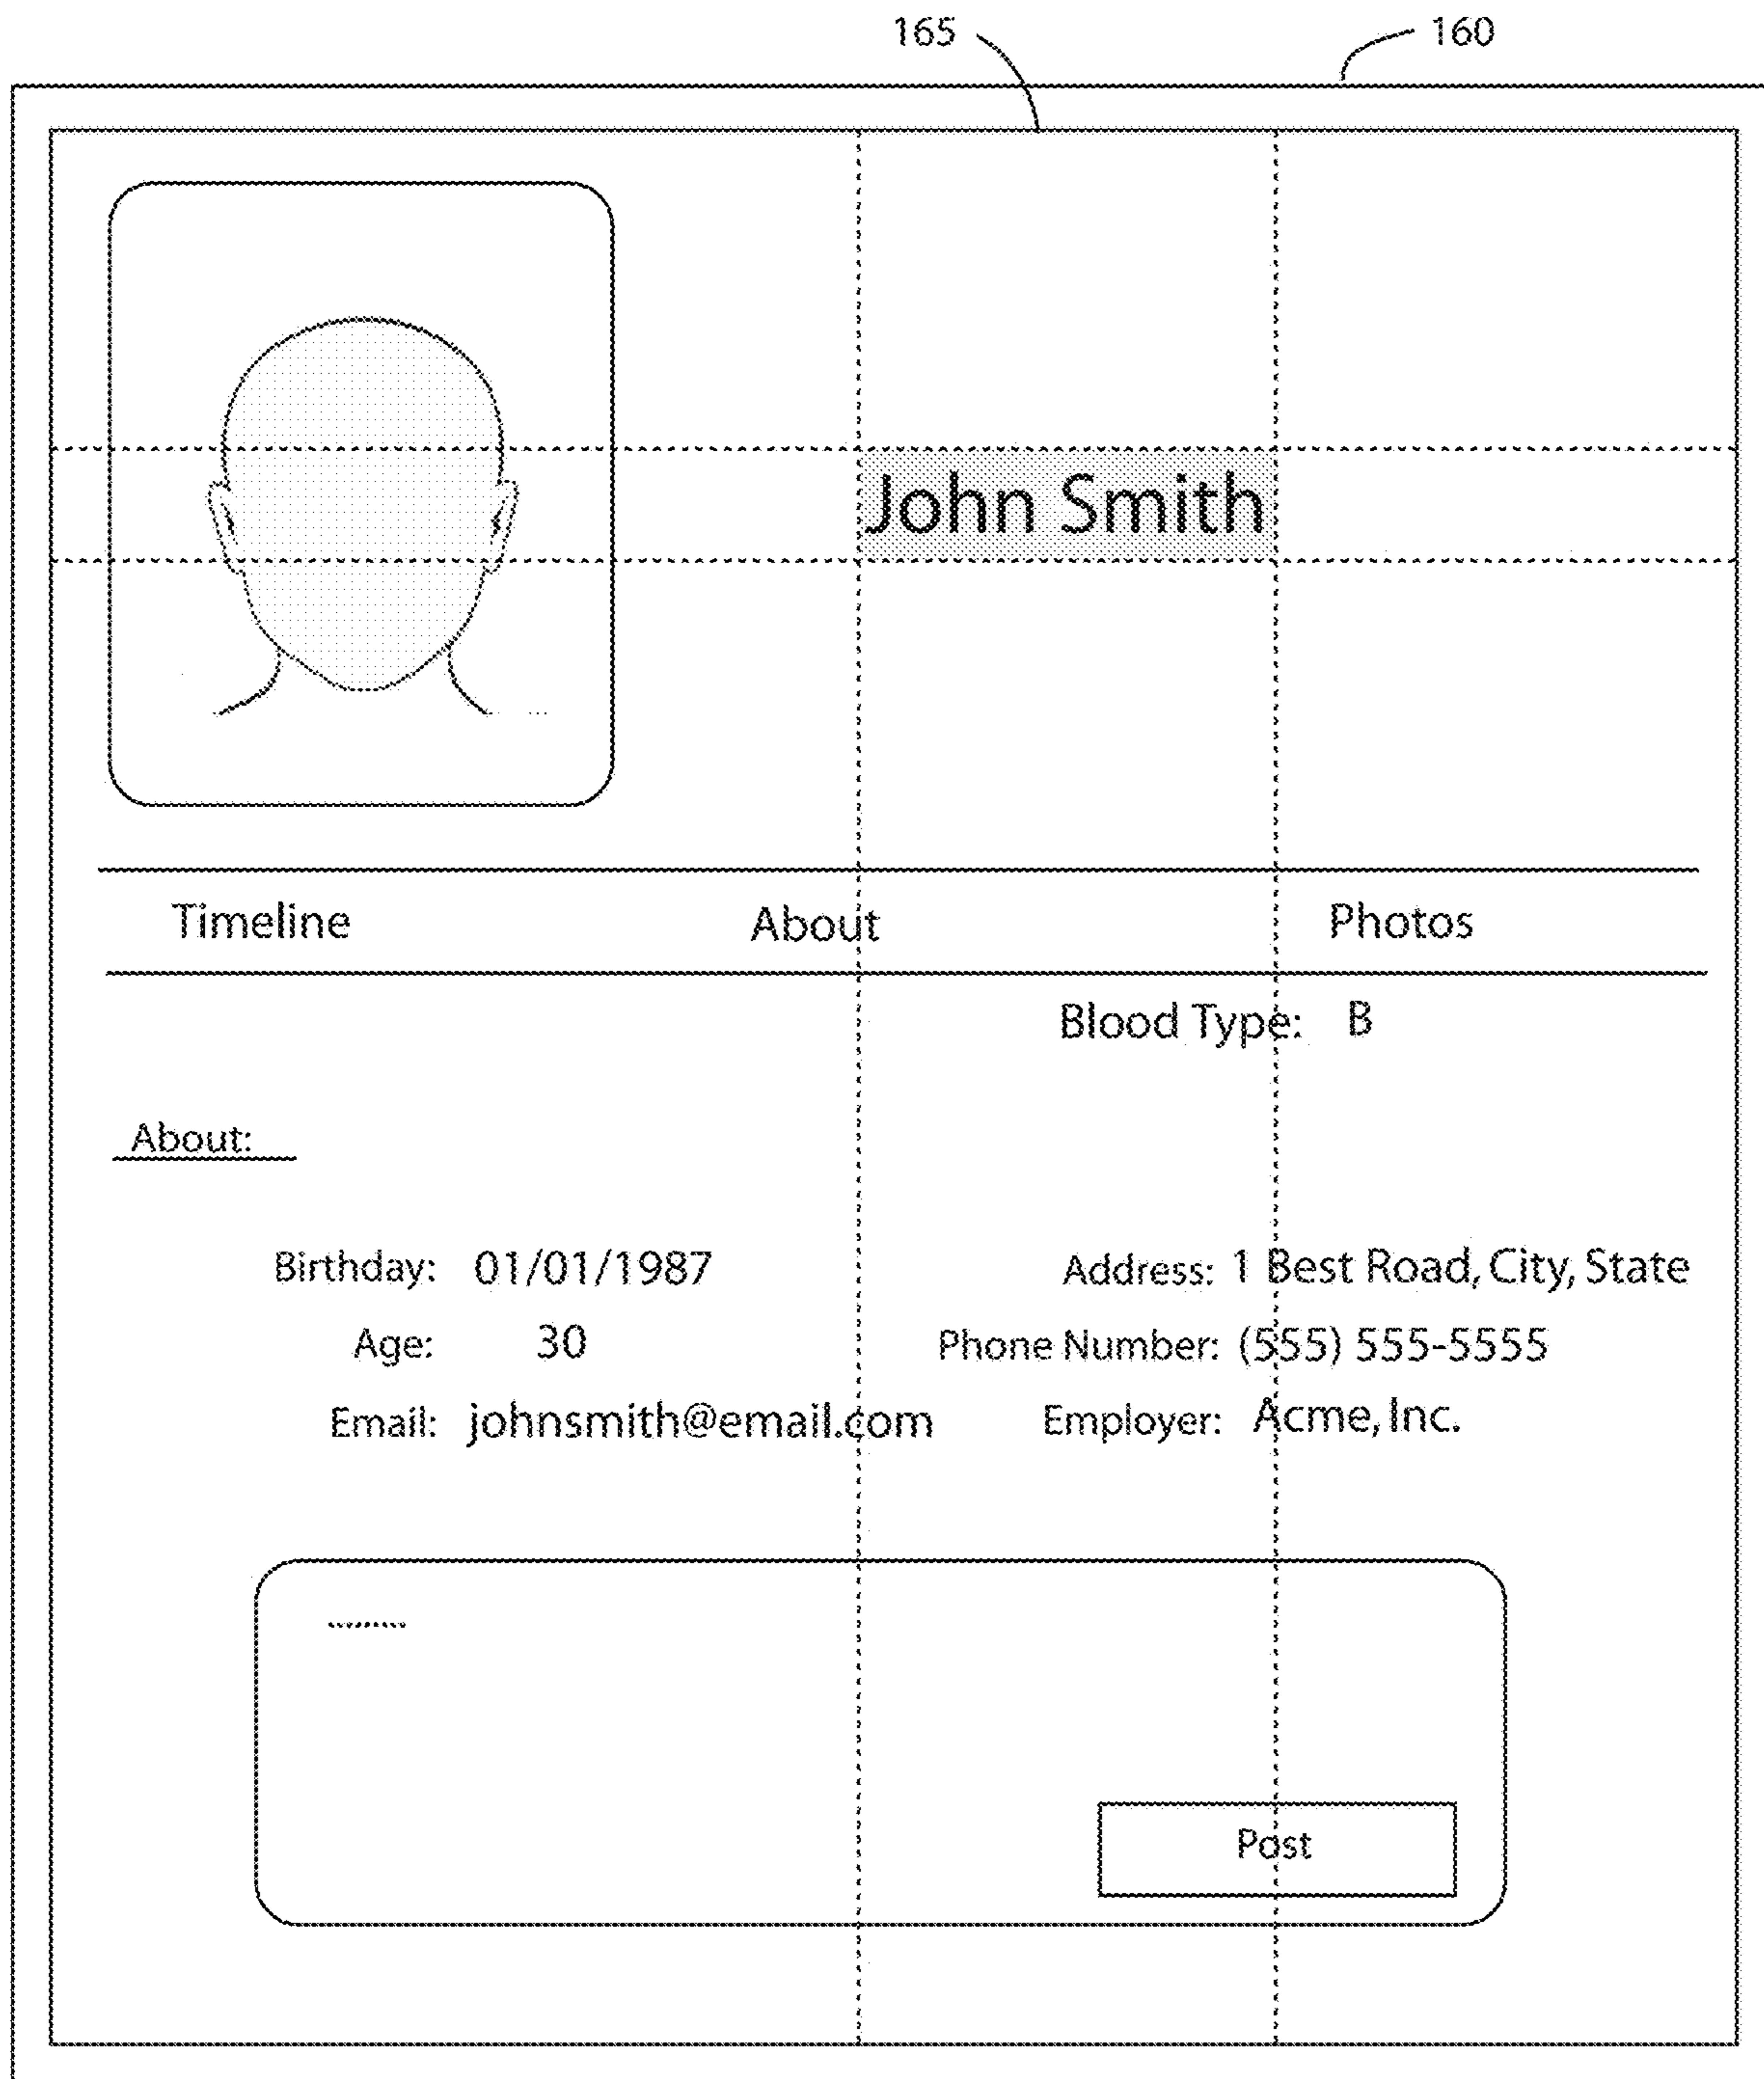 165 160
John Smith
Timeline About Photos
Blood Type: B
About:
Birthday: 01/01/1987 Address: 1 Best Road, City, State
Age: 30 Phone Number: (555) 555-5555
Email: johnsmith@email.com Employer: Acme, Inc.
Post